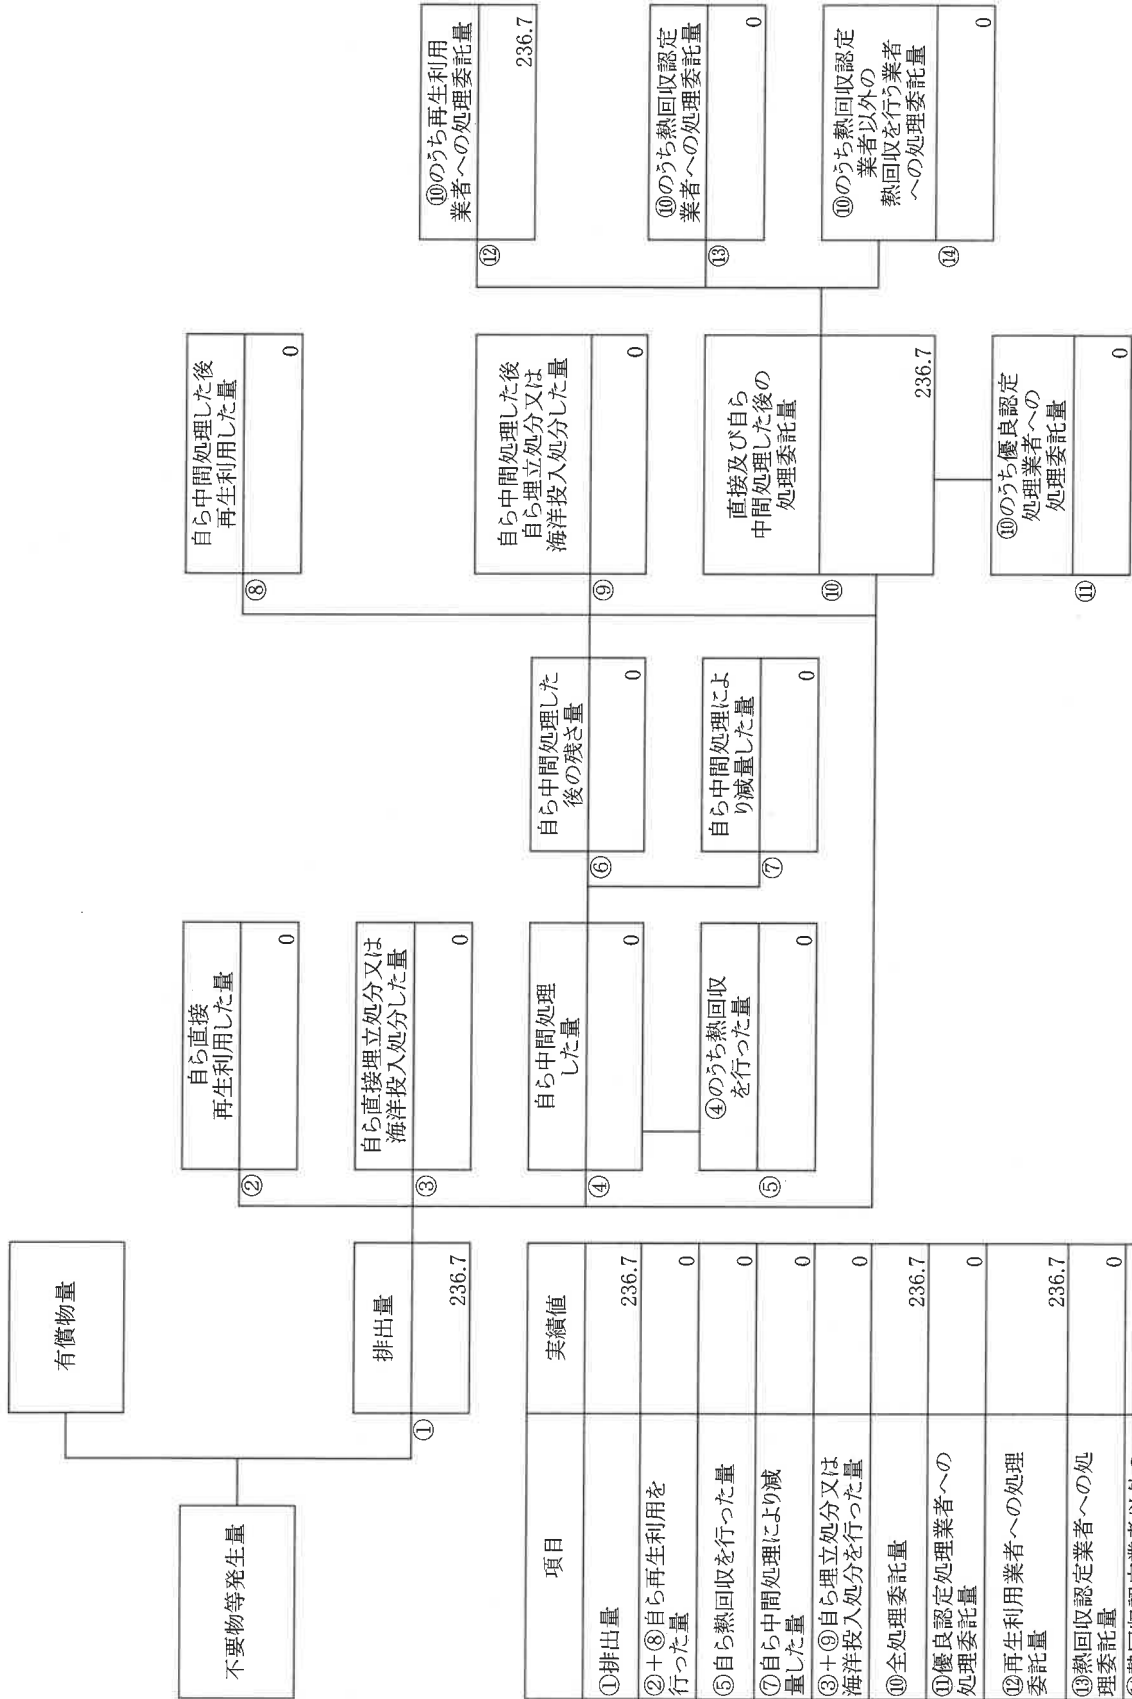 不要物等発生量
有償物量
①
排出量
236.7
②
自ら直接
再生利用した量
0
③
自ら直接埋立処分又は
海洋投入処分した量
0
④
自ら中間処理
した量
0
⑤
④のうち熱回収
を行った量
0
⑥
自ら中間処理した
後の残さ量
0
⑦
自ら中間処理によ
り減量した量
0
⑧
自ら中間処理した後
再生利用した量
0
⑨
自ら中間処理した後
自ら埋立処分又は
海洋投入処分した量
0
⑩
直接及び自ら
中間処理した後の
処理委託量
236.7
⑪
⑩のうち優良認定
処理業者への
処理委託量
0
⑫
⑩のうち再生利用
業者への処理委託量
236.7
⑬
⑩のうち熱回収認定
業者への処理委託量
0
⑭
⑩のうち熱回収認定
業者以外の
熱回収を行う業者
への処理委託量
0
項目
実績値
①排出量
236.7
②+⑧自ら再生利用を
行った量
0
⑤自ら熱回収を行った量
0
⑦自ら中間処理により減
量した量
0
③+⑨自ら埋立処分又は
海洋投入処分を行った量
0
⑩全処理委託量
236.7
⑪優良認定処理業者への
処理委託量
0
⑫再生利用業者への処理
委託量
236.7
⑬熱回収認定業者への処
理委託量
0